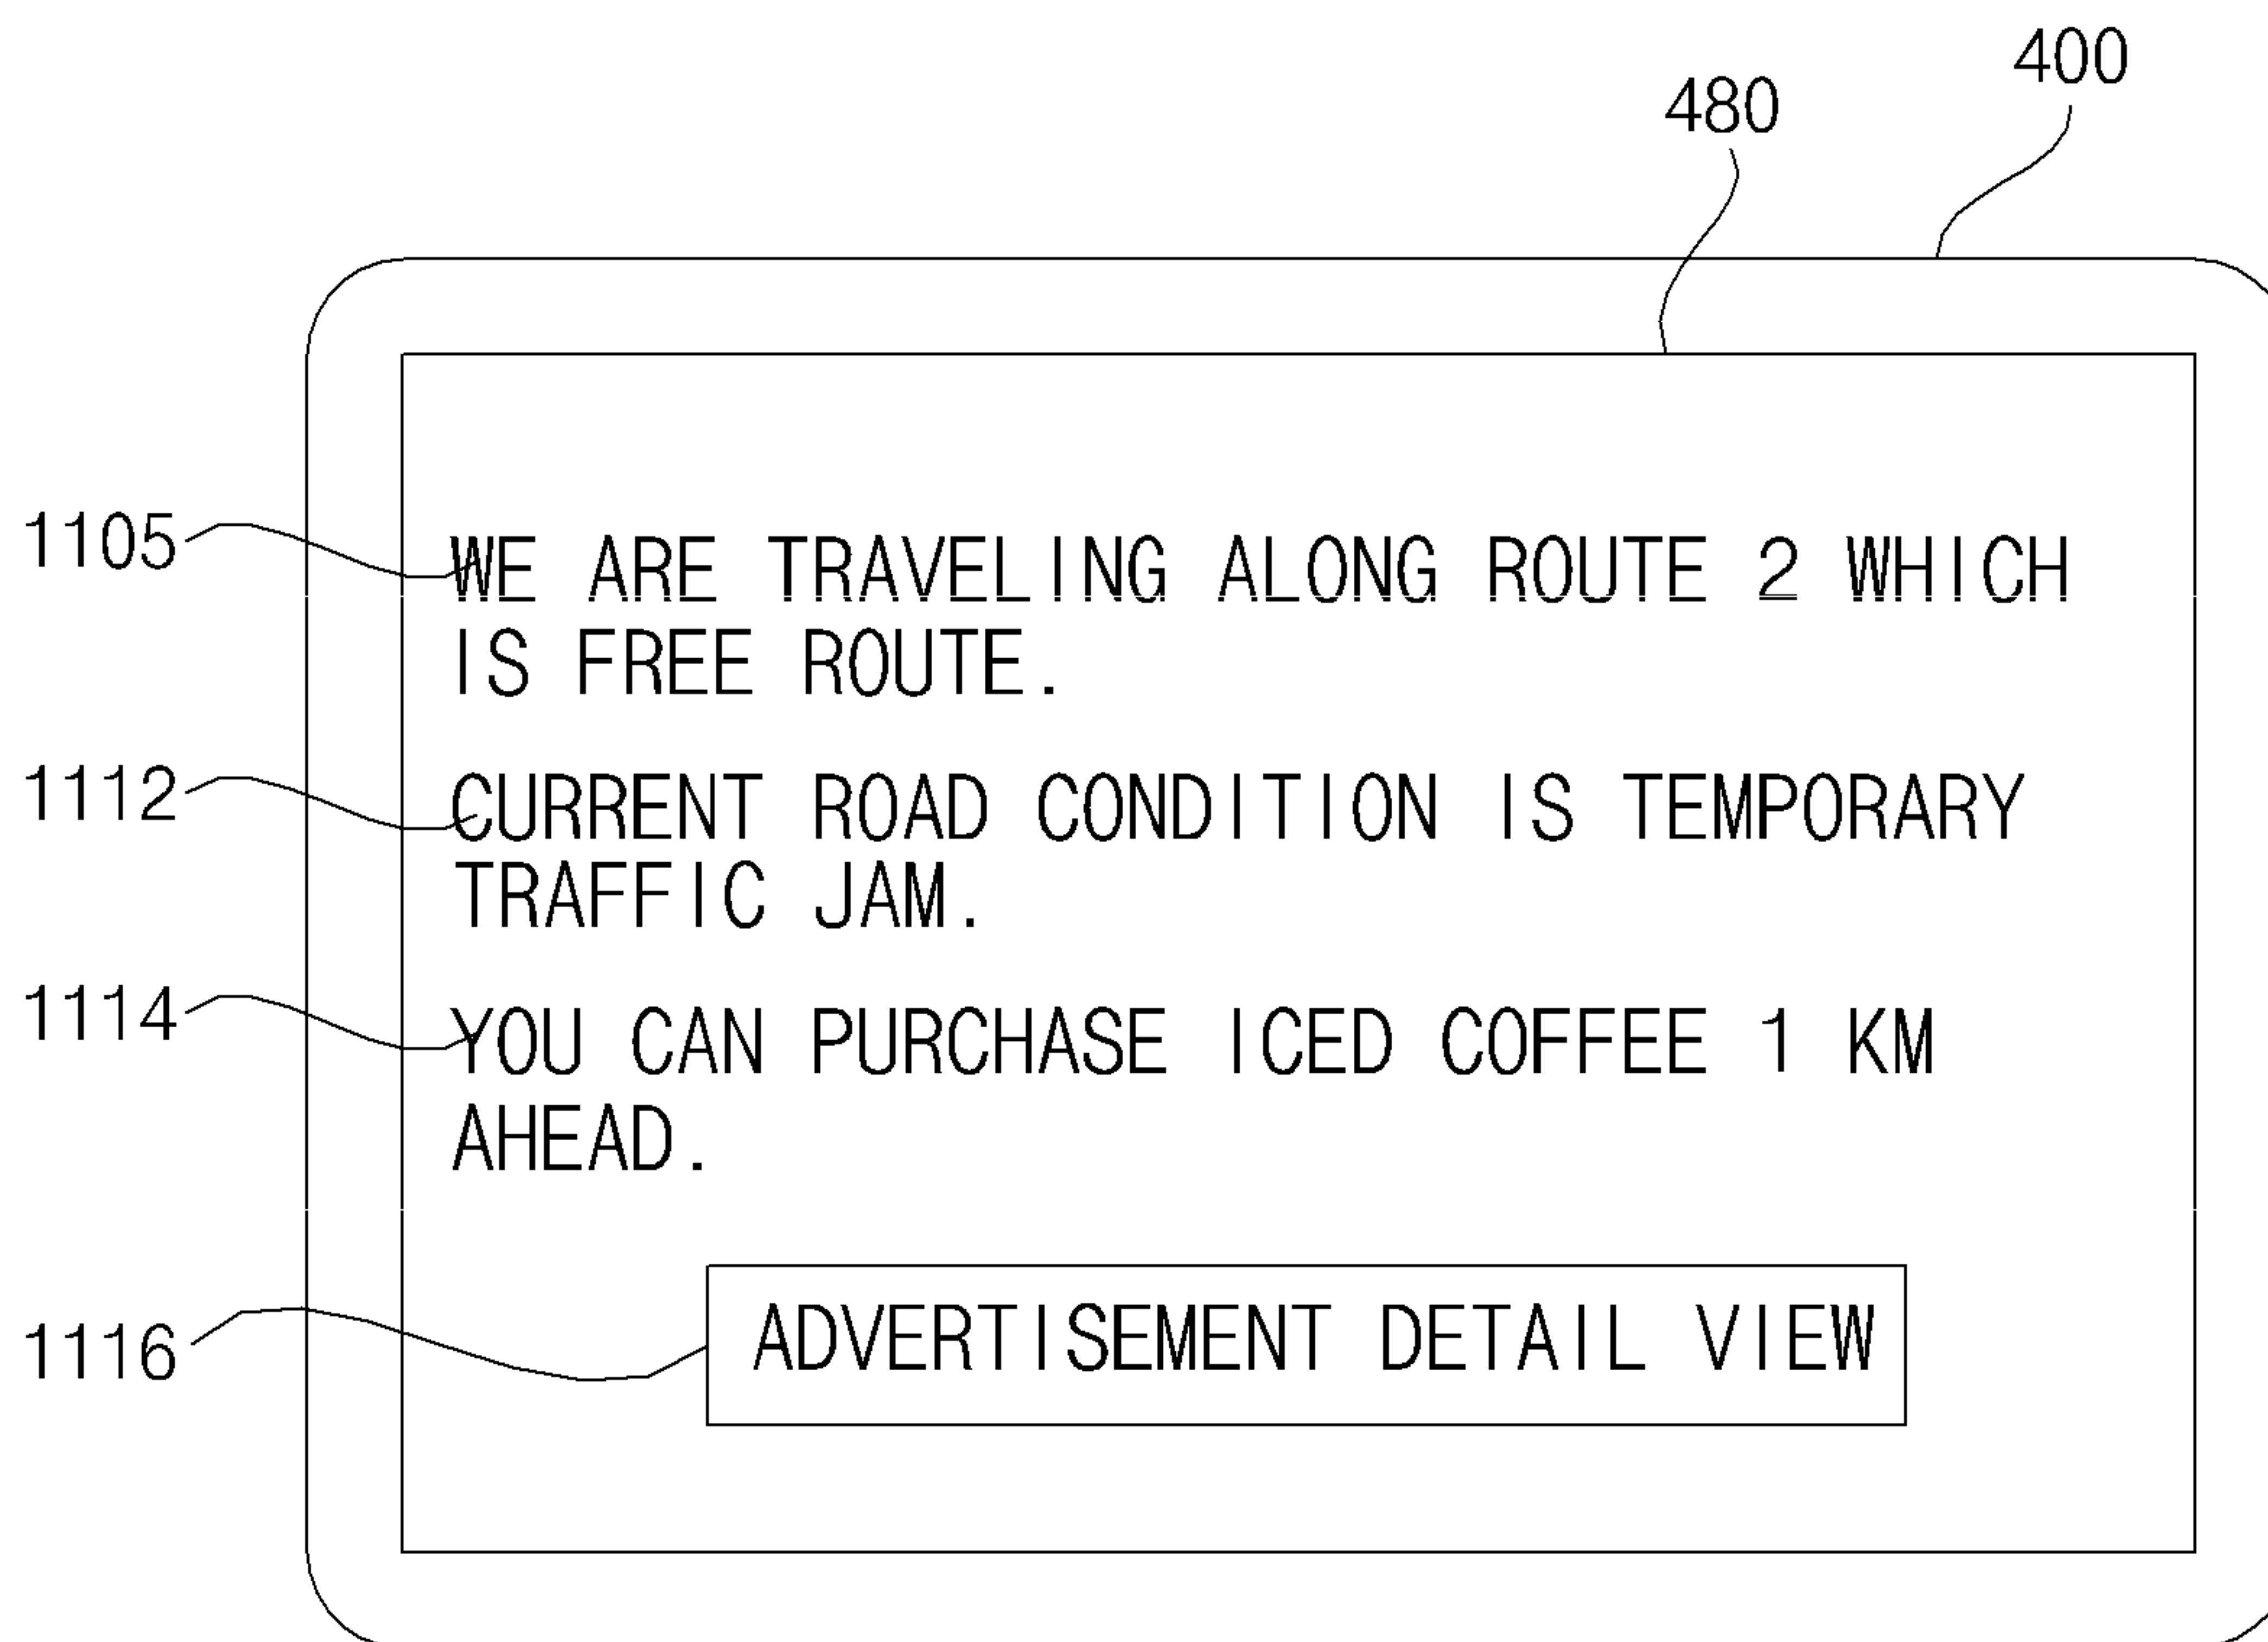 400
480
1105
WE ARE TRAVELING ALONG ROUTE 2 WHICH
IS FREE ROUTE.
1112
CURRENT ROAD CONDITION IS TEMPORARY
TRAFFIC JAM.
1114
YOU CAN PURCHASE ICED COFFEE 1 KM
AHEAD.
1116
ADVERTISEMENT DETAIL VIEW